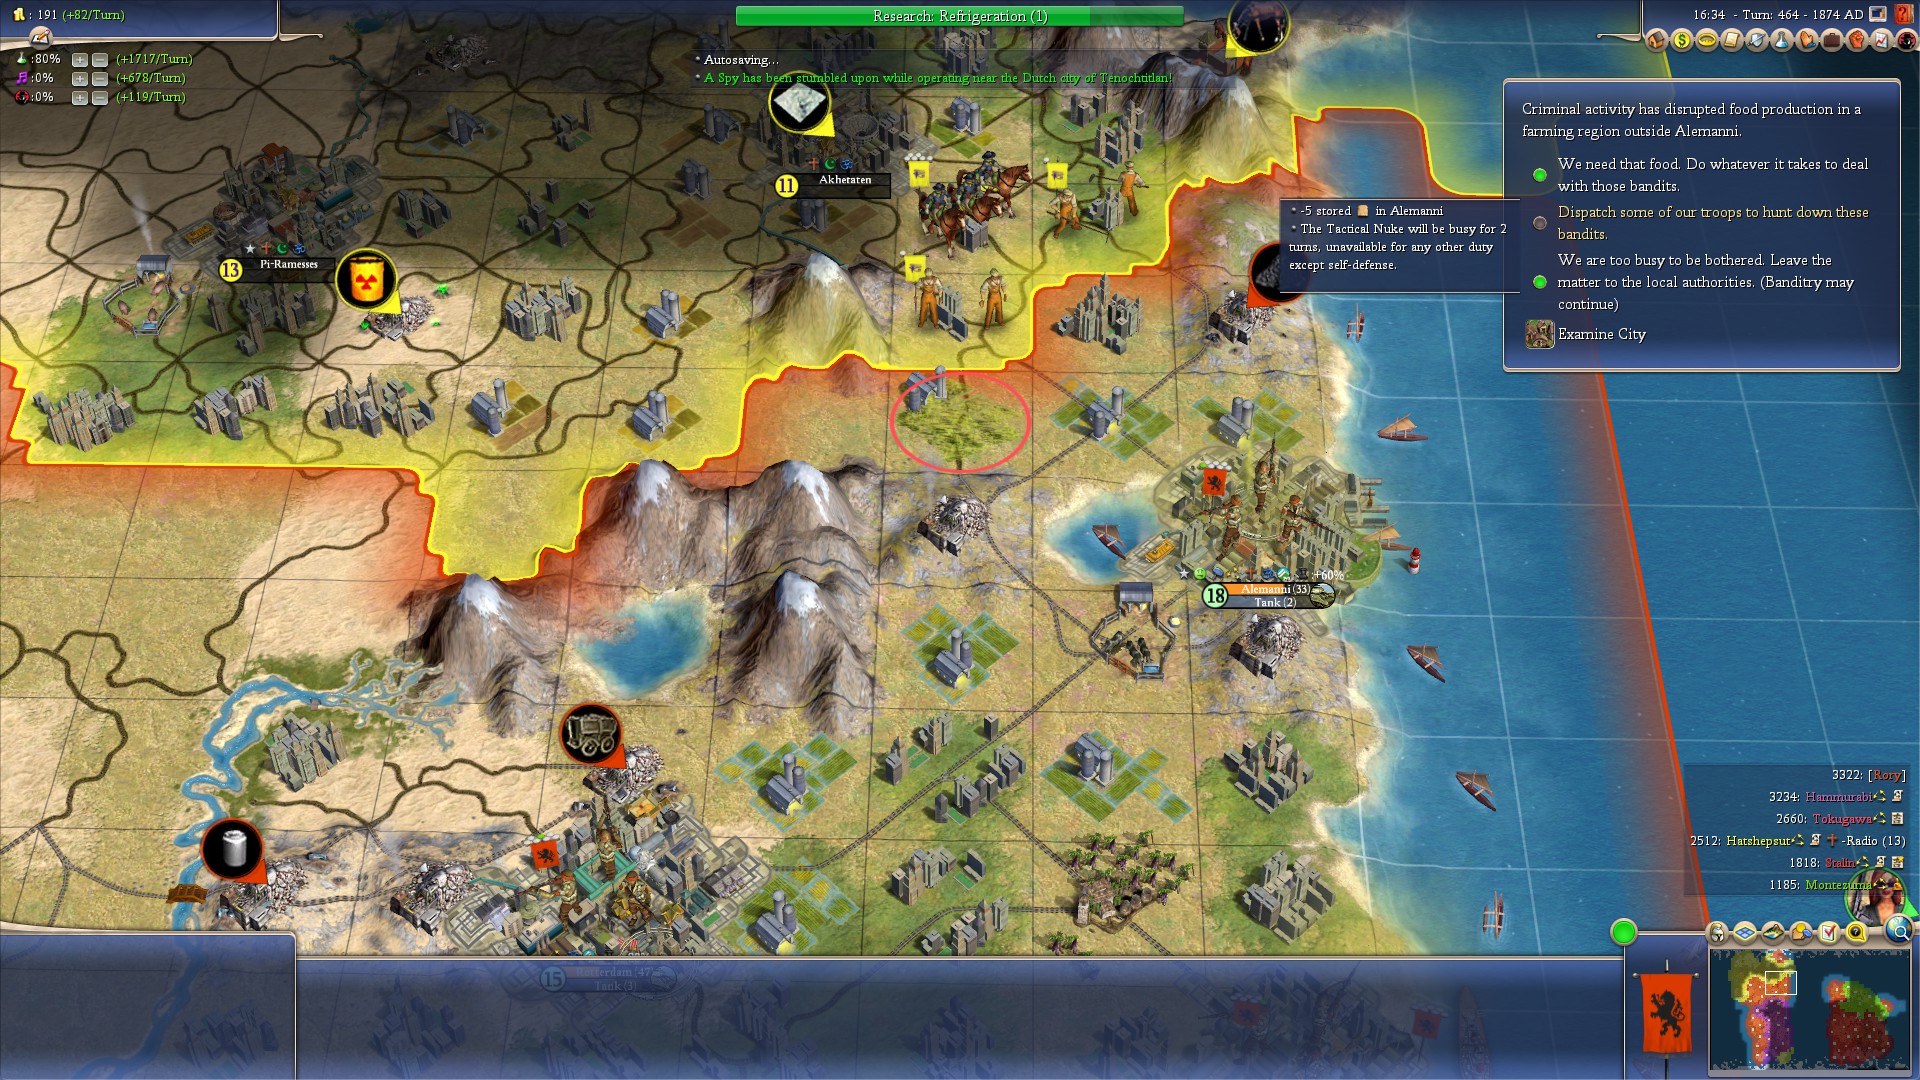 : 191 (+82/Turn)
Research: Refrigeration (1)
16:34 - Turn: 464 - 1874 AD
:80% (+1717/Turn)
:0% (+678/Turn)
:0% (+119/Turn)
* Autosaving...
* A Spy has been stumbled upon while operating near the Dutch city of Tenochtitlan!
Criminal activity has disrupted food production in a
farming region outside Alemanni.
We need that food. Do whatever it takes to deal
with those bandits.
Dispatch some of our troops to hunt down these
bandits.
We are too busy to be bothered. Leave the
matter to the local authorities. (Banditry may
continue)
Examine City
* -5 stored in Alemanni
* The Tactical Nuke will be busy for 2
turns, unavailable for any other duty
except self-defense.
11 Akhetaten
13 Pi-Ramesses
+60%
18 Alemanni (33)
Tank (2)
15 Rotterdam (47)
Tank (3)
3322: [Rory]
3234: Hammurabi
2660: Tokugawa
2512: Hatshepsut -Radio (13)
1818: Stalin
1185: Montezuma